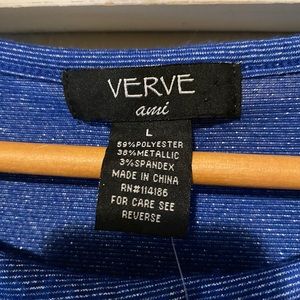 VERVE
ami
L
59%POLYESTER
38%METALLIC
3%SPANDEX
MADE IN CHINA
RN#114186
FOR CARE SEE
REVERSE